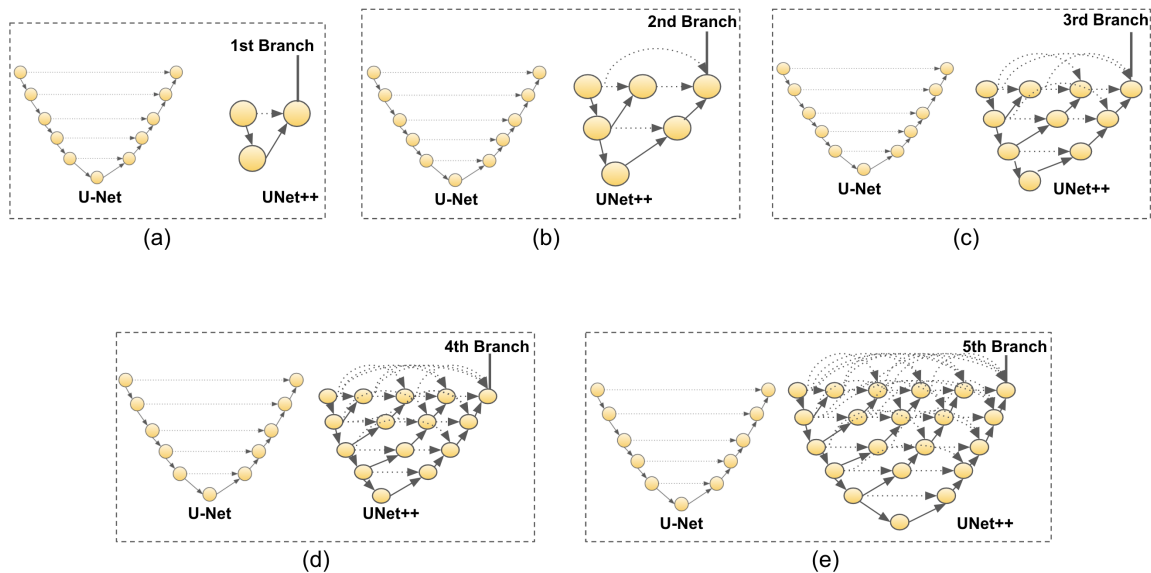 1st Branch
U-Net
UNet++
(a)
2nd Branch
U-Net
UNet++
(b)
3rd Branch
U-Net
UNet++
(c)
4th Branch
U-Net
UNet++
(d)
5th Branch
U-Net
UNet++
(e)